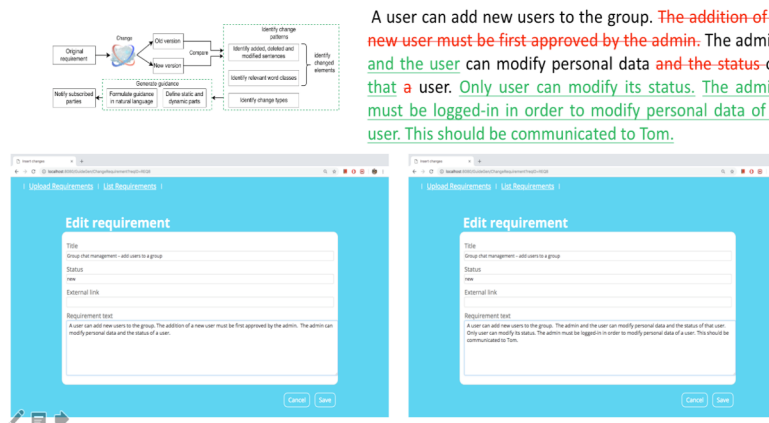 Identify change
patterns
Change
Old version
New version
Compare
Original
requirement
Identify added, deleted and
modified sentences
Identify relevant word classes
Identify
changed
elements
Generate guidance
Notify subscribed
parties
Formulate guidance
in natural language
Define static and
dynamic parts
Identify change types
A user can add new users to the group. The addition of
new user must be first approved by the admin. The admi
and the user can modify personal data and the status o
that a user. Only user can modify its status. The admi
must be logged-in in order to modify personal data of
user. This should be communicated to Tom.
Insert changes
| Upload Requirements | List Requirements |
Edit requirement
Title
Group chat management – add users to a group
Status
new
External link
Requirement text
A user can add new users to the group. The addition of a new user must be first approved by the admin. The admin can
modify personal data and the status of a user.
Cancel
Save
Insert changes
| Upload Requirements | List Requirements |
Edit requirement
Title
Group chat management – add users to a group
Status
new
External link
Requirement text
A user can add new users to the group. The admin and the user can modify personal data and the status of that user.
Only user can modify its status. The admin must be logged-in in order to modify personal data of a user. This should be
communicated to Tom.
Cancel
Save